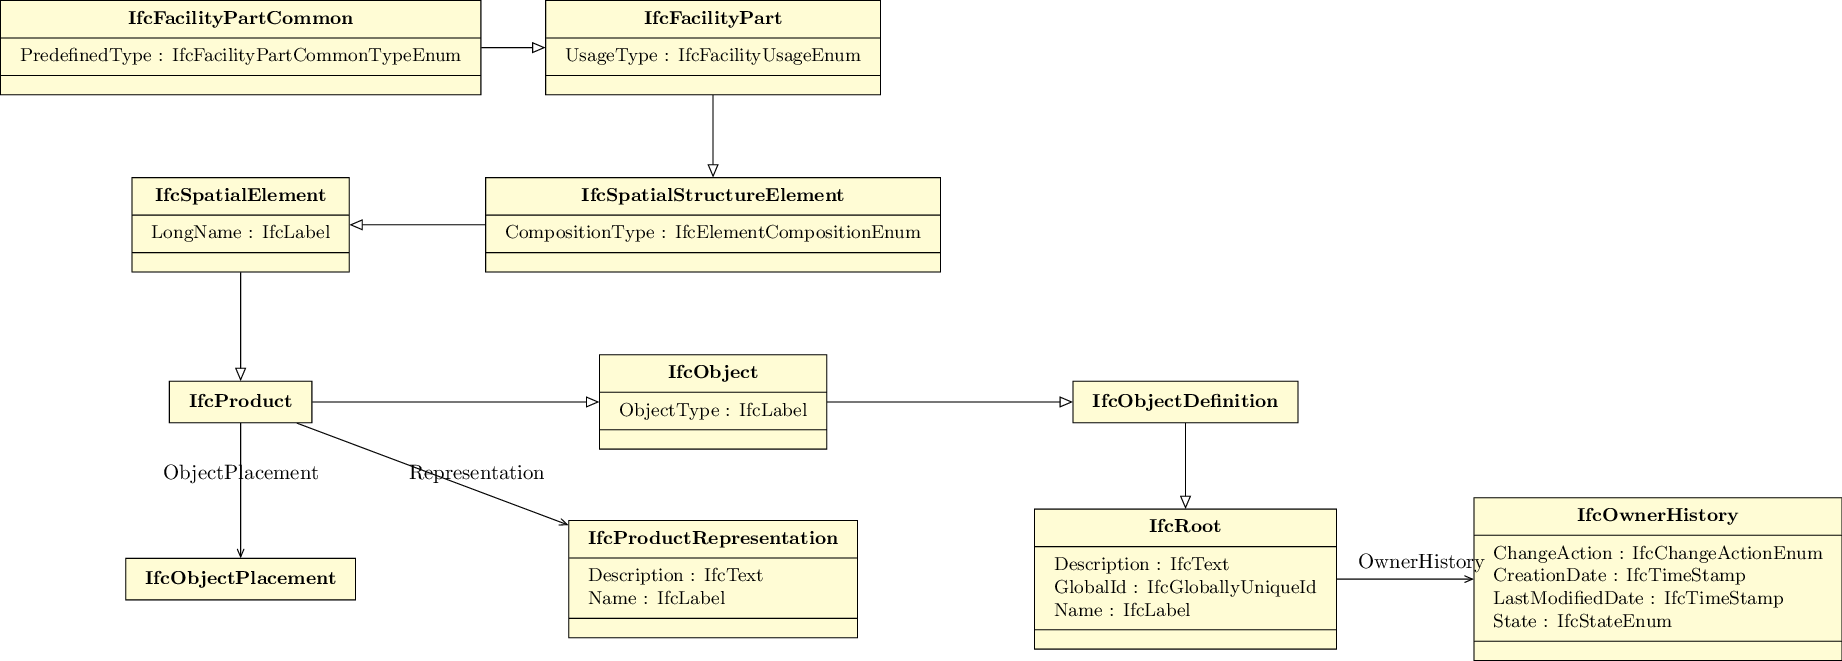 IfcFacilityPartCommon
PredefinedType : IfcFacilityPartCommonTypeEnum
IfcFacilityPart
UsageType : IfcFacilityUsageEnum
IfcSpatialElement
LongName : IfcLabel
IfcSpatialStructureElement
CompositionType : IfcElementCompositionEnum
IfcProduct
IfcObject
ObjectType : IfcLabel
IfcObjectDefinition
ObjectPlacement
Representation
IfcObjectPlacement
IfcProductRepresentation
Description : IfcText
Name : IfcLabel
IfcRoot
Description : IfcText
GlobalId : IfcGloballyUniqueId
Name : IfcLabel
OwnerHistory
IfcOwnerHistory
ChangeAction : IfcChangeActionEnum
CreationDate : IfcTimeStamp
LastModifiedDate : IfcTimeStamp
State : IfcStateEnum